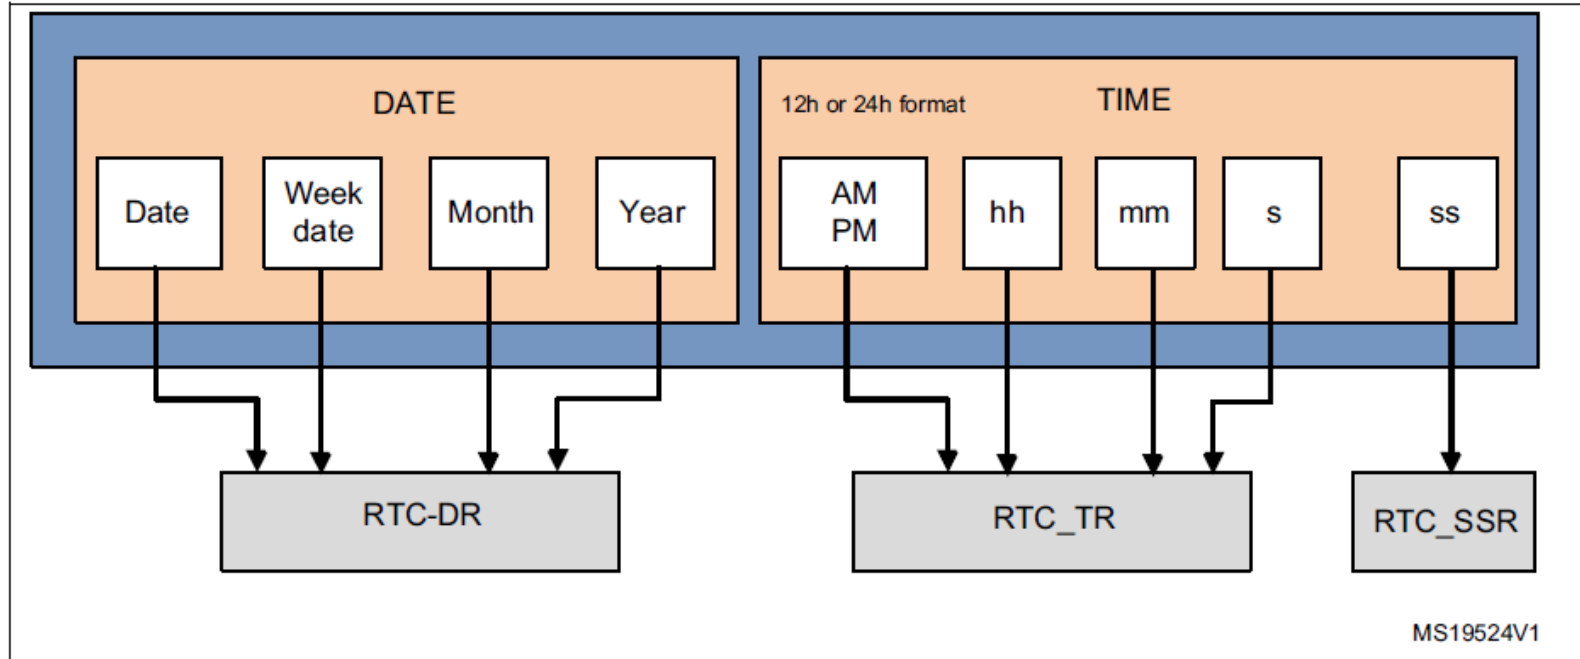 DATE
12h or 24h format
TIME
Date
Week
date
Month
Year
AM
PM
hh
mm
s
ss
RTC-DR
RTC_TR
RTC_SSR
MS19524V1